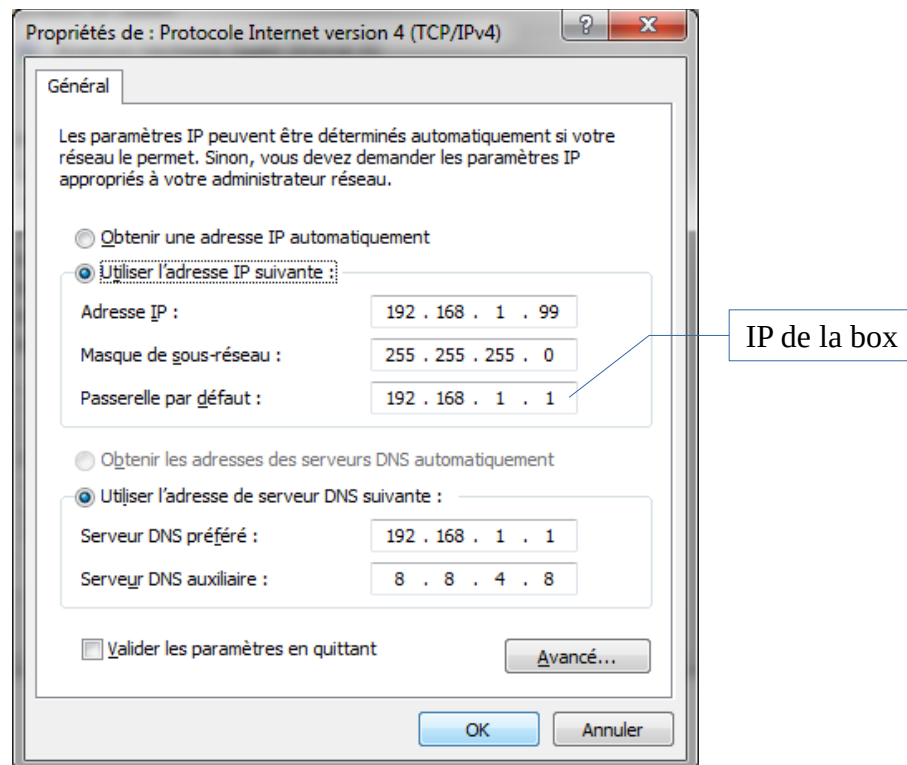 Propriétés de : Protocole Internet version 4 (TCP/IPv4)
?
Général
Les paramètres IP peuvent être déterminés automatiquement si votre
réseau le permet. Sinon, vous devez demander les paramètres IP
appropriés à votre administrateur réseau.
Obtenir une adresse IP automatiquement
Utiliser l'adresse IP suivante :
Adresse IP : 192 . 168 . 1 . 99
Masque de sous-réseau : 255 . 255 . 255 . 0
Passerelle par défaut : 192 . 168 . 1 . 1
IP de la box
Obtenir les adresses des serveurs DNS automatiquement
Utiliser l'adresse de serveur DNS suivante :
Serveur DNS préféré : 192 . 168 . 1 . 1
Serveur DNS auxiliaire : 8 . 8 . 4 . 8
Valider les paramètres en quittant
Avancé...
OK Annuler